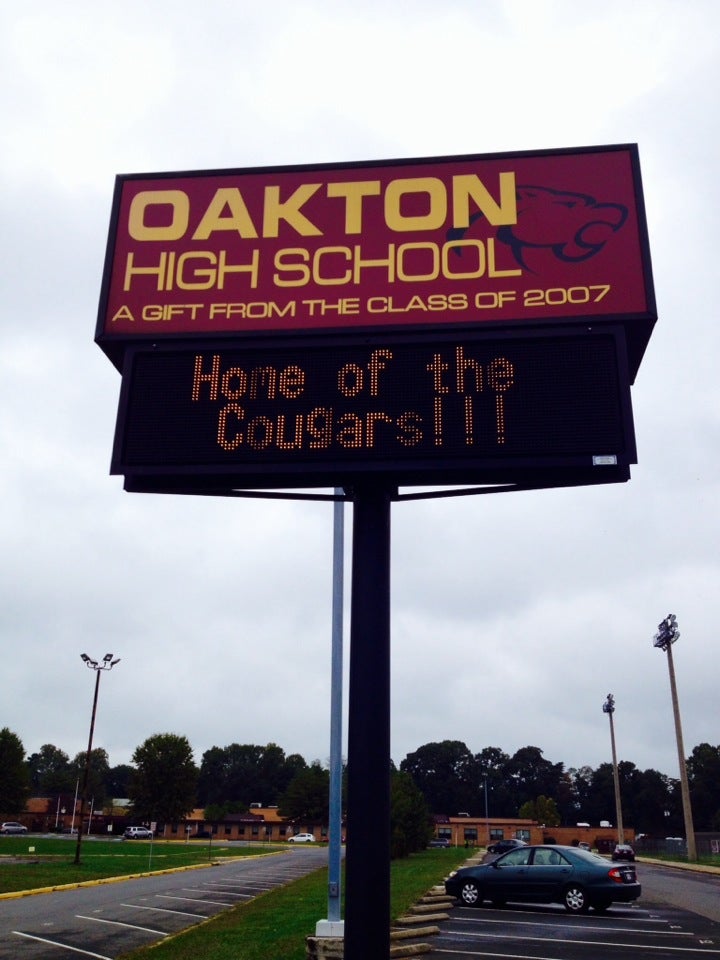 OAKTON
HIGH SCHOOL
A GIFT FROM THE CLASS OF 2007
Home of the
Cougars!!!